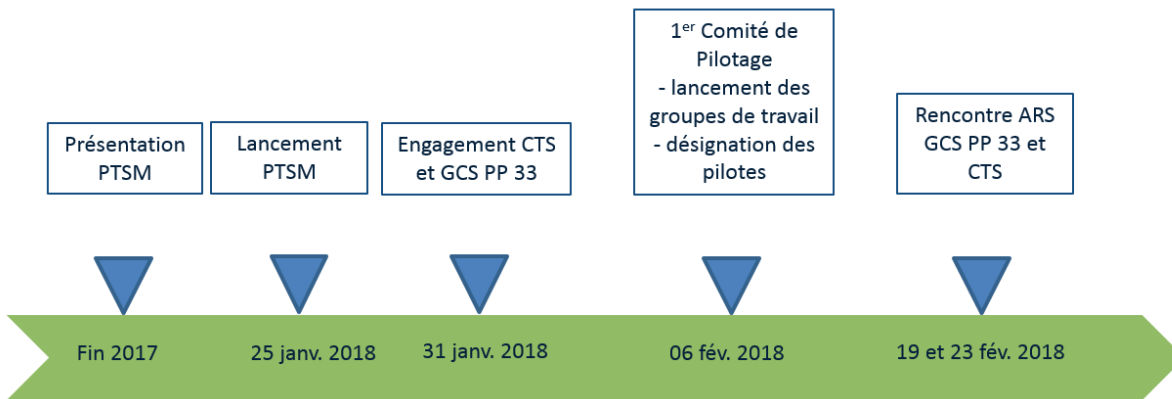 Présentation
PTSM
Lancement
PTSM
Engagement CTS
et GCS PP 33
1er Comité de
Pilotage
- lancement des
groupes de travail
- désignation des
pilotes
Rencontre ARS
GCS PP 33 et
CTS
Fin 2017
25 janv. 2018
31 janv. 2018
06 fév. 2018
19 et 23 fév. 2018